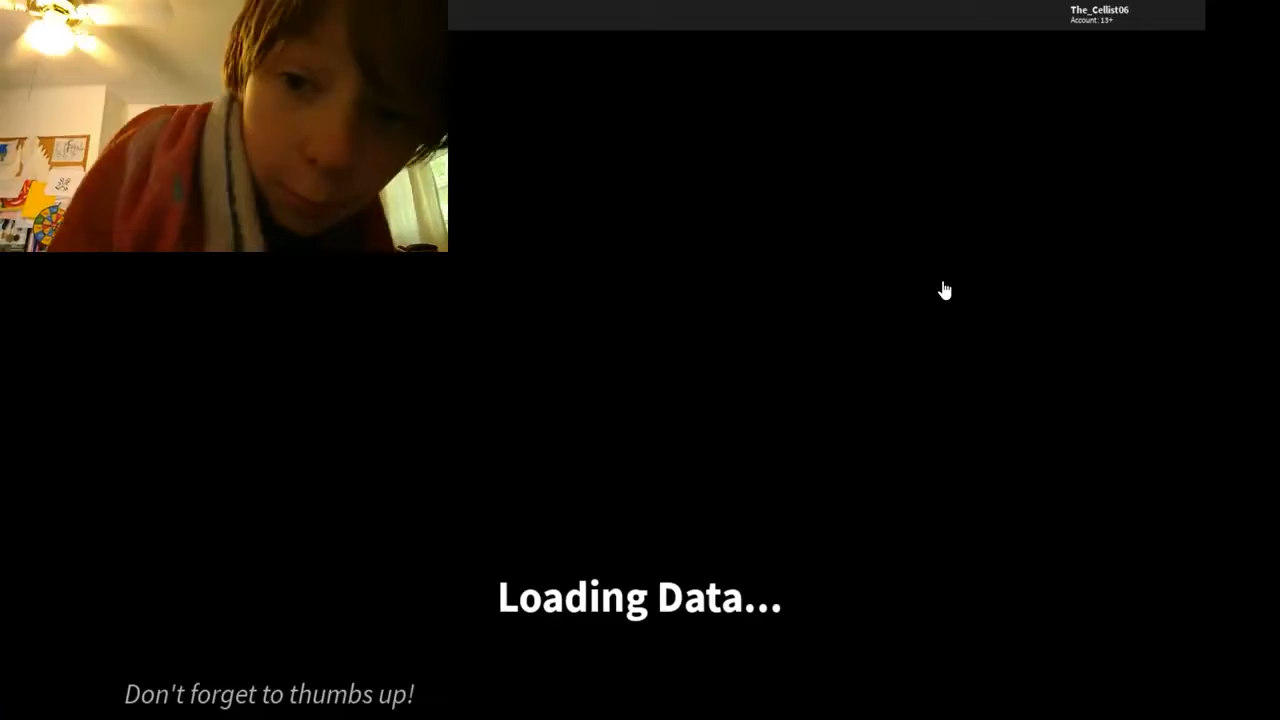 The_Cellist06
Account: 13+
Loading Data...
Don't forget to thumbs up!